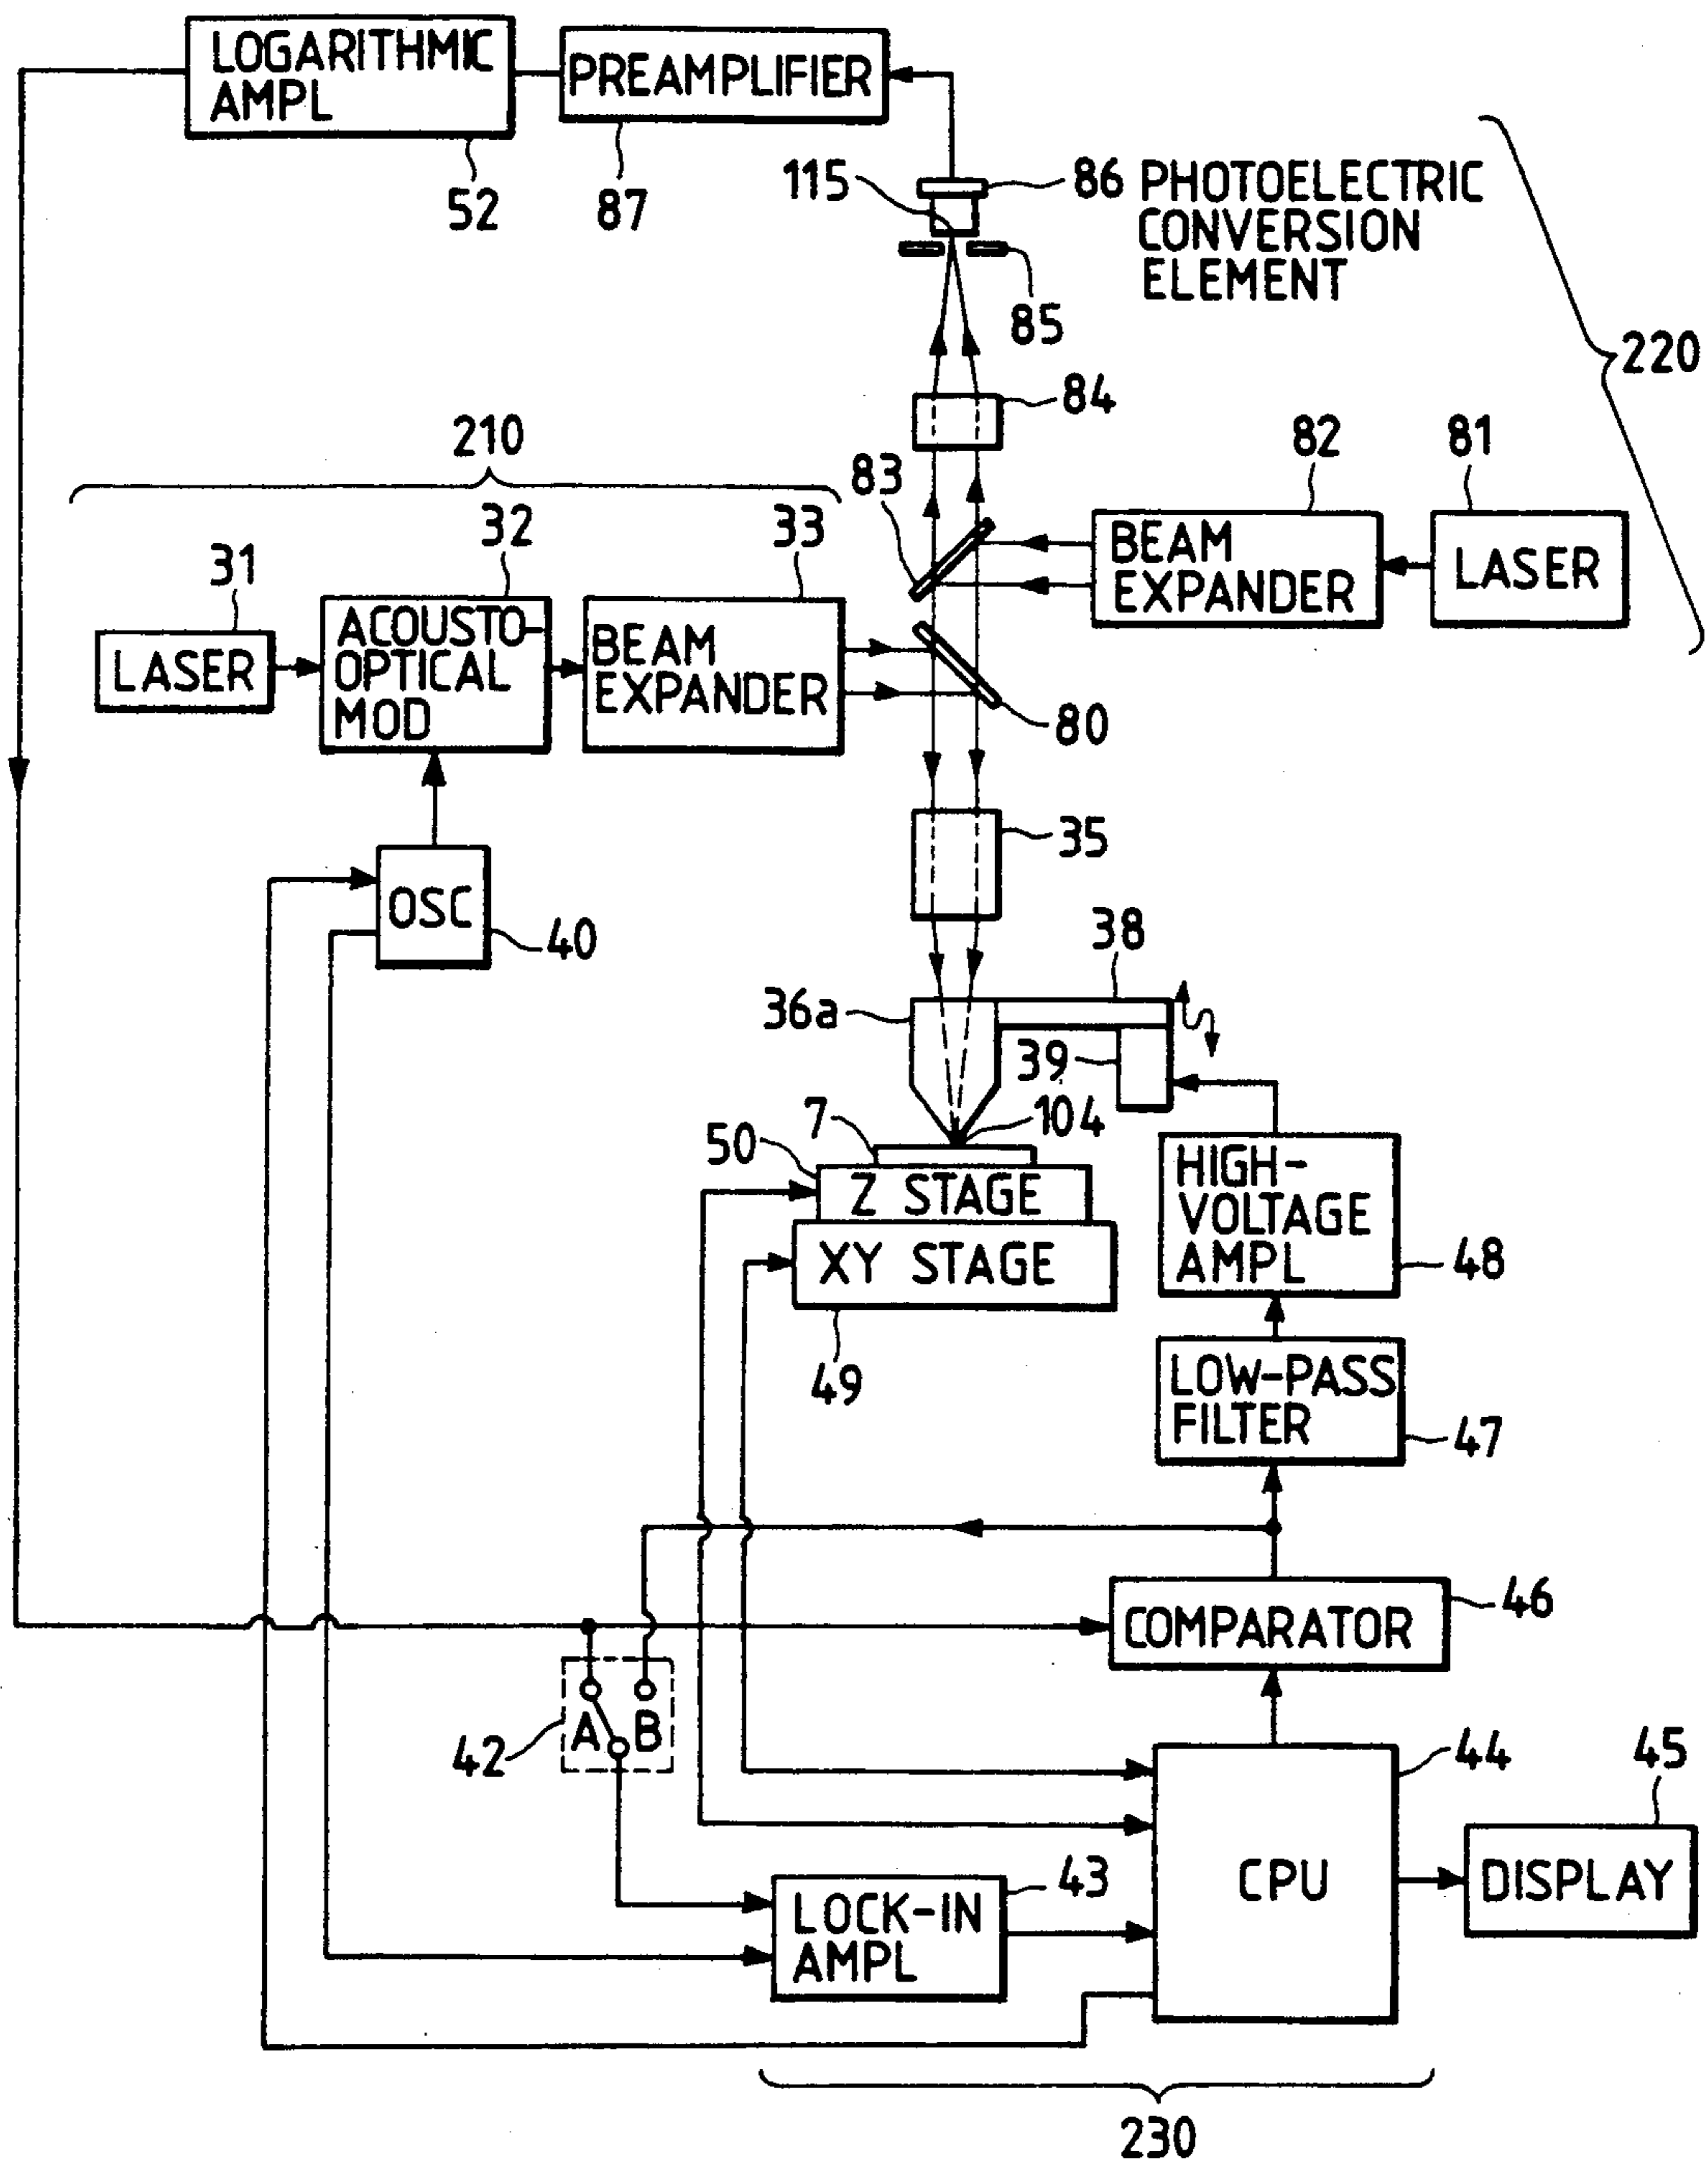 LOGARITHMIC
AMPL
PREAMPLIFIER
52
87
115
86 PHOTOELECTRIC
CONVERSION
ELEMENT
85
220
84
210
82
81
83
32
33
31
BEAM
EXPANDER
LASER
LASER
ACOUSTO-
OPTICAL
MOD
BEAM
EXPANDER
80
35
OSC
40
38
36a
39
104
7
50
Z STAGE
XY STAGE
49
HIGH-
VOLTAGE
AMPL
48
LOW-PASS
FILTER
47
46
COMPARATOR
A
B
42
44
45
CPU
DISPLAY
43
LOCK-IN
AMPL
230